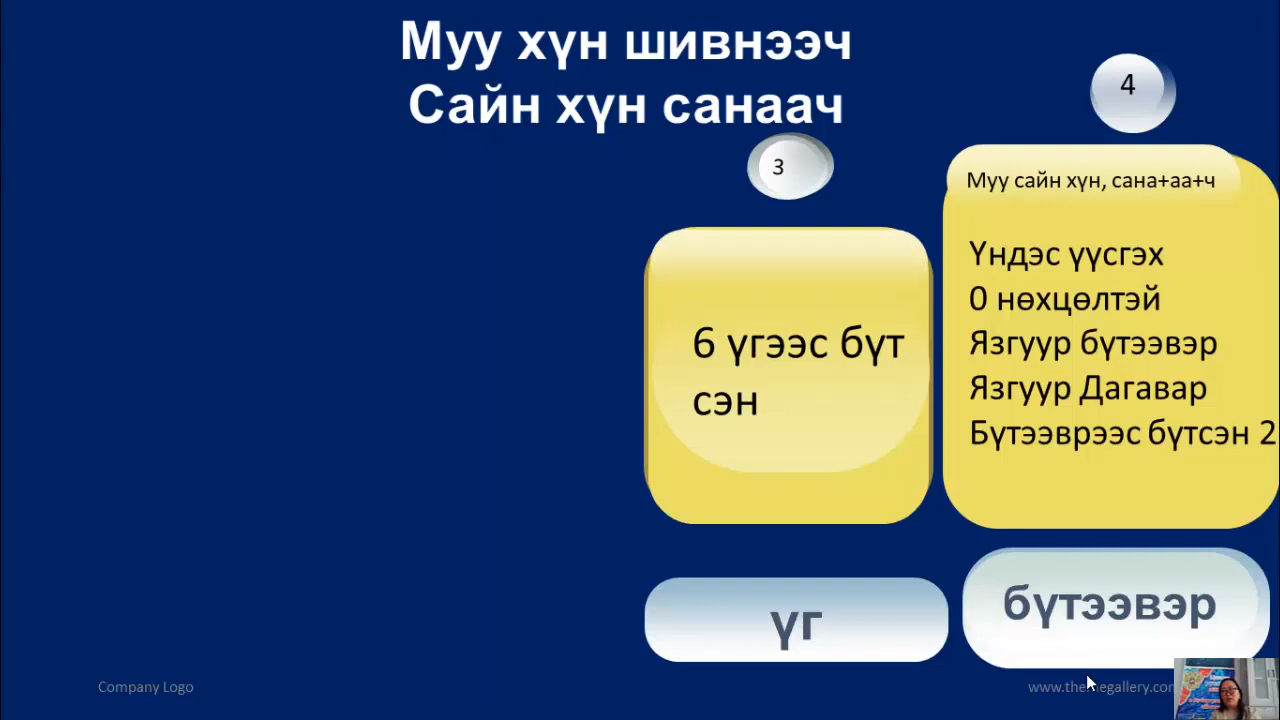 Муу хүн шивнээч
Сайн хүн санаач
3
6 үгээс бүт
сэн
үг
4
Муу сайн хүн, сана+аа+ч
Үндэс үүсгэх
0 нөхцөлтэй
Язгуур бүтээвэр
Язгуур Дагавар
Бүтээврээс бүтсэн 2
бүтээвэр
Company Logo